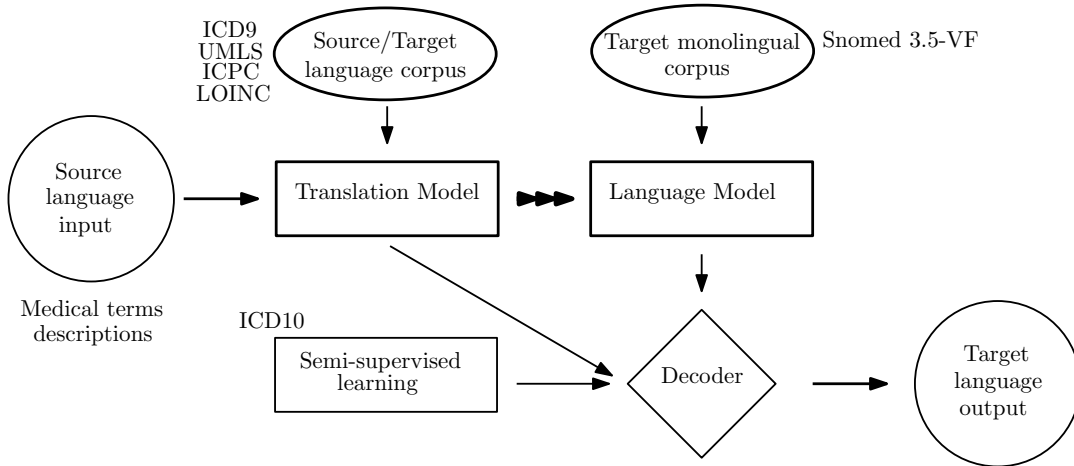 ICD9
UMLS
ICPC
LOINC
Source/Target
language corpus
Target monolingual
corpus
Snomed 3.5-VF
Source
language
input
Translation Model
Language Model
Medical terms
descriptions
ICD10
Semi-supervised
learning
Decoder
Target
language
output